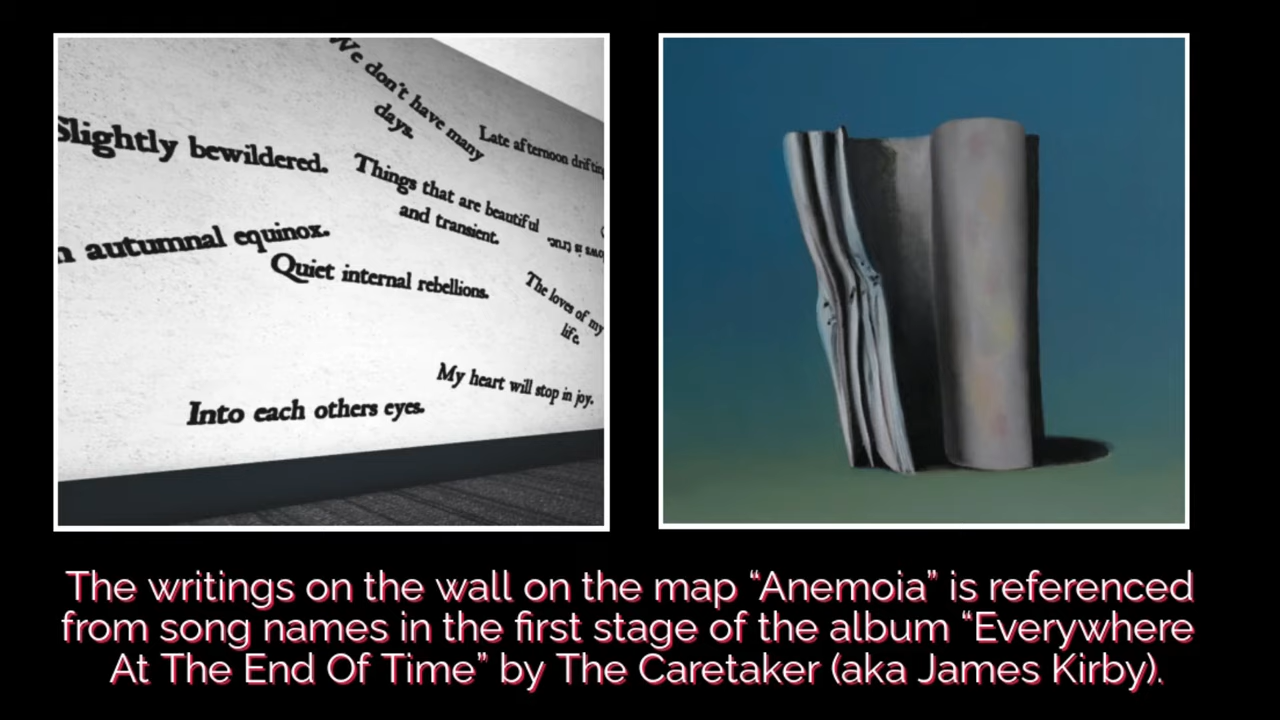 We don't have many
days.
Late afternoon
Slightly bewildered.
Things that are beautiful
and transient.
autumnal equinox.
Quiet internal rebellions.
The loves of my
life.
My heart will stop in joy.
Into each others eyes.
The writings on the wall on the map “Anemoia” is referenced
from song names in the first stage of the album “Everywhere
At The End Of Time” by The Caretaker (aka James Kirby).